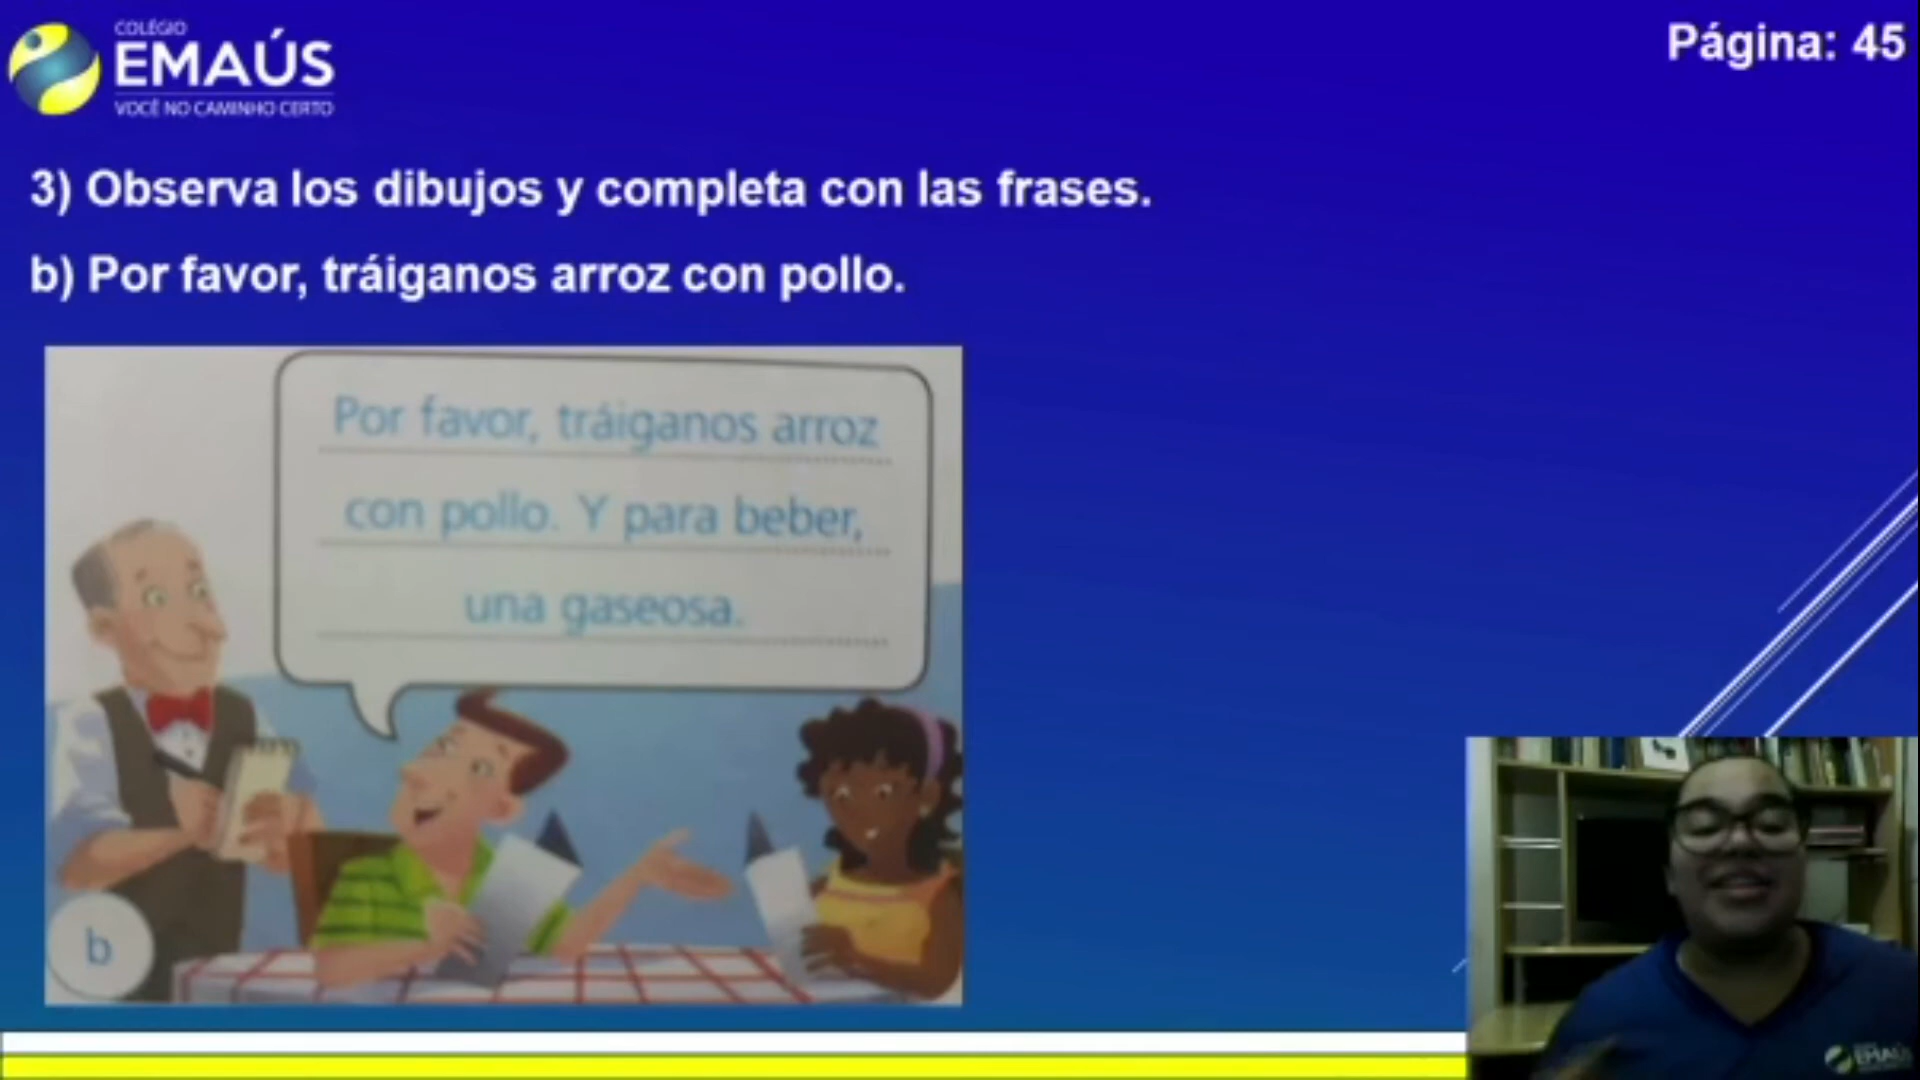 COLÉGIO
EMAÚS
VOCÊ NO CAMINHO CERTO
Página: 45
3) Observa los dibujos y completa con las frases.
b) Por favor, tráiganos arroz con pollo.
Por favor, tráiganos arroz
con pollo. Y para beber,
una gaseosa.
b
EMAÚS